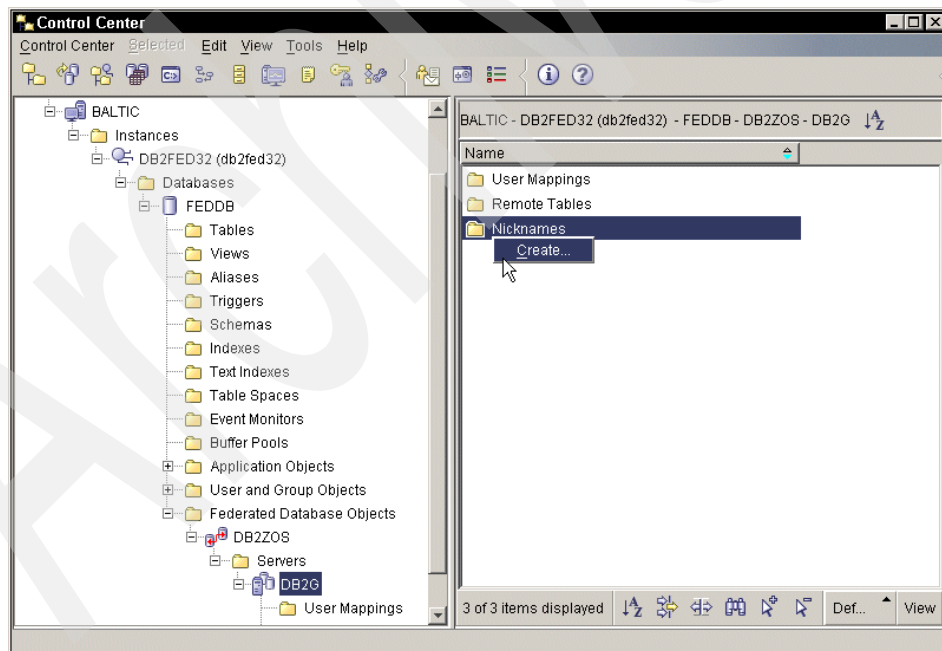 Control Center
Control Center Selected Edit View Tools Help
BALTIC
Instances
DB2FED32 (db2fed32)
Databases
FEDDB
Tables
Views
Aliases
Triggers
Schemas
Indexes
Text Indexes
Table Spaces
Event Monitors
Buffer Pools
Application Objects
User and Group Objects
Federated Database Objects
DB2ZOS
Servers
DB2G
User Mappings
BALTIC - DB2FED32 (db2fed32) - FEDDB - DB2ZOS - DB2G
Name
User Mappings
Remote Tables
Nicknames
Create...
3 of 3 items displayed Def... View